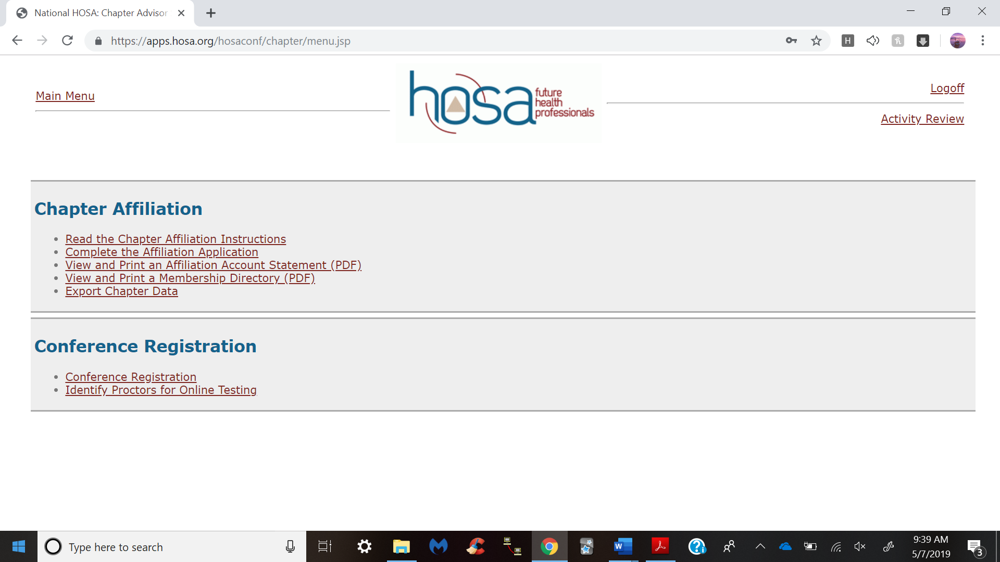 National HOSA: Chapter Advisor
https://apps.hosa.org/hosaconf/chapter/menu.jsp
H
Main Menu
hosa
future
health
professionals
Logoff
Activity Review
Chapter Affiliation
Read the Chapter Affiliation Instructions
Complete the Affiliation Application
View and Print an Affiliation Account Statement (PDF)
View and Print a Membership Directory (PDF)
Export Chapter Data
Conference Registration
Conference Registration
Identify Proctors for Online Testing
Type here to search
9:39 AM
5/7/2019
3